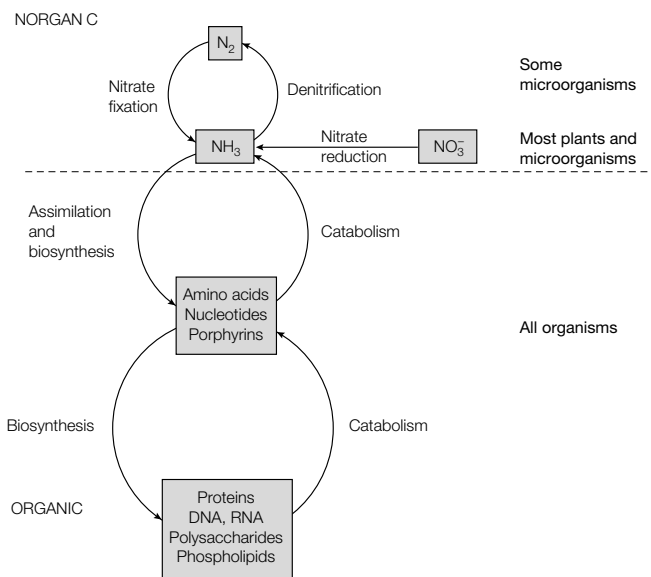 NORGAN C
N₂
Some
microorganisms
Nitrate
fixation
Denitrification
NH₃
Nitrate
reduction
NO₃⁻
Most plants and
microorganisms
Assimilation
and
biosynthesis
Catabolism
Amino acids
Nucleotides
Porphyrins
All organisms
Biosynthesis
Catabolism
ORGANIC
Proteins
DNA, RNA
Polysaccharides
Phospholipids